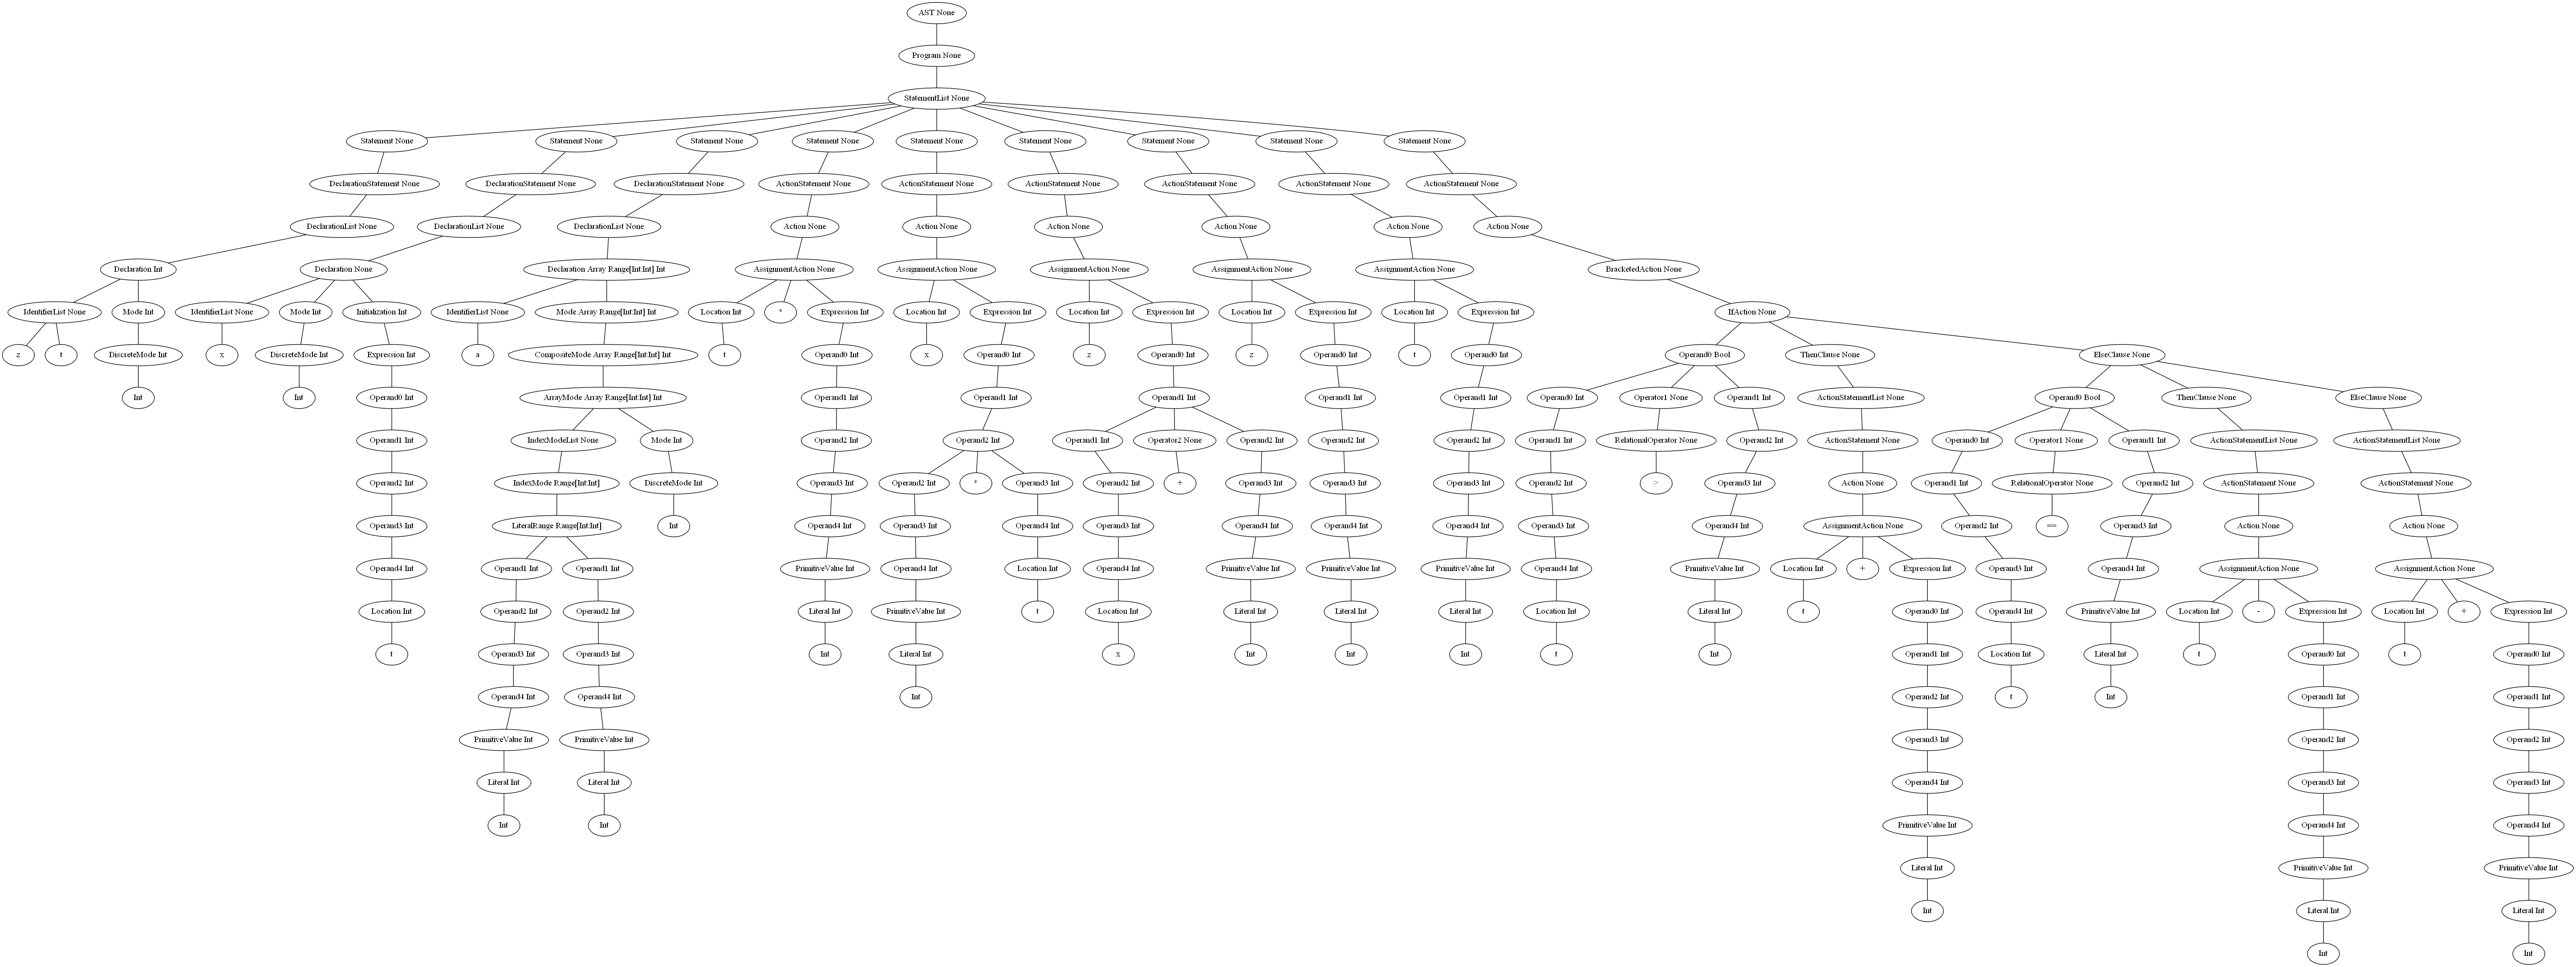 AST None
Program None
StatementList None
Statement None Statement None Statement None Statement None Statement None Statement None Statement None Statement None Statement None
DeclarationStatement None DeclarationStatement None DeclarationStatement None ActionStatement None ActionStatement None ActionStatement None ActionStatement None ActionStatement None ActionStatement None
DeclarationList None DeclarationList None DeclarationList None Action None Action None Action None Action None Action None Action None
Declaration Int Declaration None Declaration Array Range[Int:Int] Int AssignmentAction None AssignmentAction None AssignmentAction None AssignmentAction None AssignmentAction None BracketedAction None
IdentifierList None Mode Int IdentifierList None Mode Int Initialization Int IdentifierList None Mode Array Range[Int:Int] Int Location Int * Expression Int Location Int Expression Int Location Int Expression Int Location Int Expression Int Location Int Expression Int IfAction None
z t DiscreteMode Int x DiscreteMode Int Expression Int a CompositeMode Array Range[Int:Int] Int t Operand0 Int x Operand0 Int z Operand0 Int z Operand0 Int t Operand0 Int Operand0 Bool ThenClause None ElseClause None
Int Int Operand0 Int ArrayMode Array Range[Int:Int] Int Operand1 Int Operand1 Int Operand1 Int Operand1 Int Operand1 Int Operand0 Int Operator1 None Operand1 Int ActionStatementList None Operand0 Bool ThenClause None ElseClause None
Operand1 Int IndexModeList None Mode Int Operand2 Int Operand2 Int Operand1 Int Operator2 None Operand2 Int Operand2 Int Operand2 Int Operand1 Int RelationalOperator None Operand2 Int ActionStatement None Operand0 Int Operator1 None Operand1 Int ActionStatementList None ActionStatementList None
Operand2 Int IndexMode Range[Int:Int] DiscreteMode Int Operand3 Int Operand2 Int * Operand3 Int Operand2 Int + Operand3 Int Operand3 Int Operand3 Int Operand2 Int > Operand3 Int Action None Operand1 Int RelationalOperator None Operand2 Int ActionStatement None ActionStatement None
Operand3 Int LiteralRange Range[Int:Int] Int Operand4 Int Operand3 Int Operand4 Int Operand3 Int Operand4 Int Operand4 Int Operand4 Int Operand3 Int Operand4 Int AssignmentAction None Operand2 Int == Operand3 Int Action None Action None
Operand4 Int Operand1 Int Operand1 Int PrimitiveValue Int Operand4 Int Location Int Operand4 Int PrimitiveValue Int PrimitiveValue Int PrimitiveValue Int Operand4 Int PrimitiveValue Int Location Int + Expression Int Operand3 Int Operand4 Int AssignmentAction None AssignmentAction None
Location Int Operand2 Int Operand2 Int Literal Int PrimitiveValue Int t Location Int Literal Int Literal Int Literal Int Location Int Literal Int t Operand0 Int Operand4 Int PrimitiveValue Int Location Int - Expression Int Location Int + Expression Int
t Operand3 Int Operand3 Int Int Literal Int x Int Int Int t Int Operand1 Int Location Int Literal Int t Operand0 Int t Operand0 Int
Operand4 Int Operand4 Int Int Operand2 Int t Int Operand1 Int Operand1 Int
PrimitiveValue Int PrimitiveValue Int Operand3 Int Operand2 Int Operand2 Int
Literal Int Literal Int Operand4 Int Operand3 Int Operand3 Int
Int Int PrimitiveValue Int Operand4 Int Operand4 Int
Literal Int PrimitiveValue Int PrimitiveValue Int
Int Literal Int Literal Int
Int Int